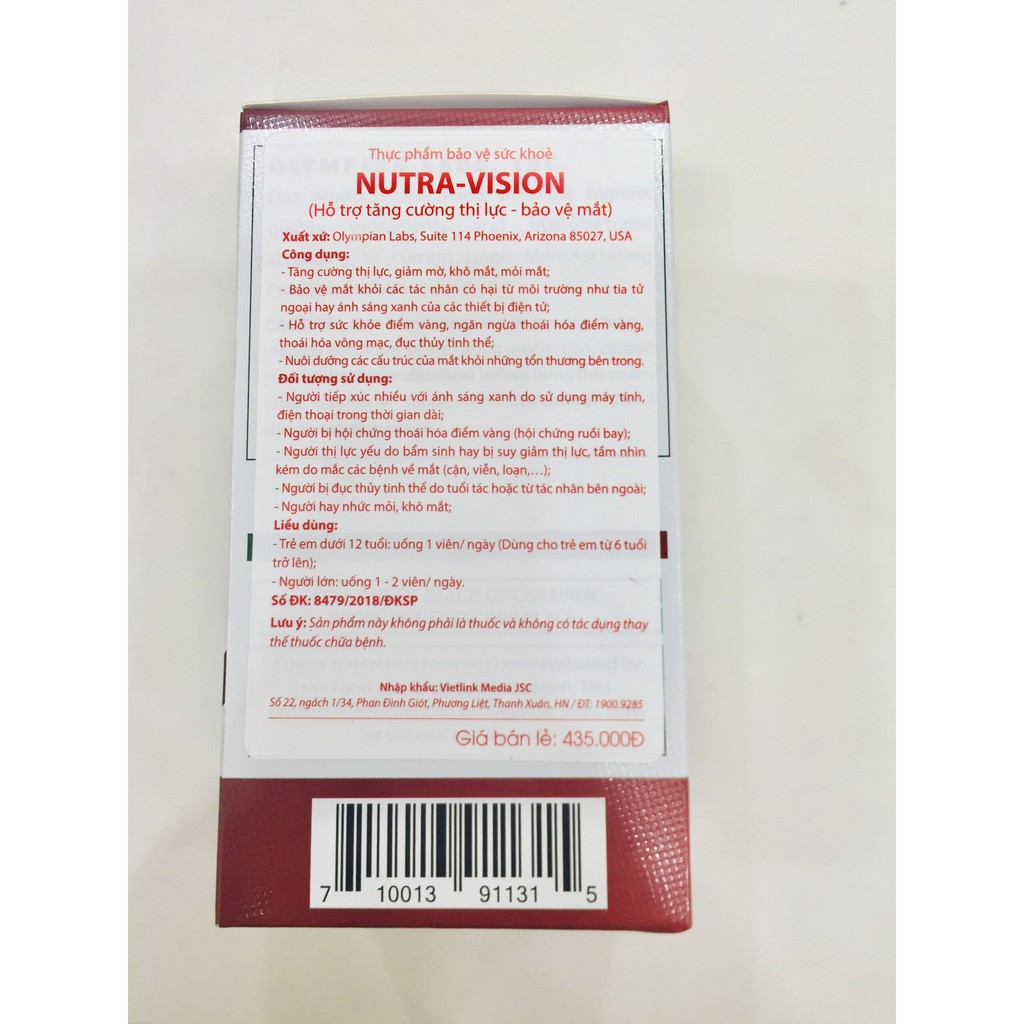 Thực phẩm bảo vệ sức khoẻ
NUTRA-VISION
(Hỗ trợ tăng cường thị lực - bảo vệ mắt)
Xuất xứ: Olympian Labs, Suite 114 Phoenix, Arizona 85027, USA
Công dụng:
- Tăng cường thị lực, giảm mờ, khô mắt, mỏi mắt;
- Bảo vệ mắt khỏi các tác nhân có hại từ môi trường như tia tử
ngoại hay ánh sáng xanh của các thiết bị điện tử;
- Hỗ trợ sức khỏe điểm vàng, ngăn ngừa thoái hóa điểm vàng,
thoái hóa võng mạc, đục thủy tinh thể;
- Nuôi dưỡng các cấu trúc của mắt khỏi những tổn thương bên trong.
Đối tượng sử dụng:
- Người tiếp xúc nhiều với ánh sáng xanh do sử dụng máy tính,
điện thoại trong thời gian dài;
- Người bị hội chứng thoái hóa điểm vàng (hội chứng ruồi bay);
- Người thị lực yếu do bẩm sinh hay bị suy giảm thị lực, tầm nhìn
kém do mắc các bệnh về mắt (cận, viễn, loạn,...);
- Người bị đục thủy tinh thể do tuổi tác hoặc từ tác nhân bên ngoài;
- Người hay nhức mỏi, khô mắt;
Liều dùng:
- Trẻ em dưới 12 tuổi: uống 1 viên/ ngày (Dùng cho trẻ em từ 6 tuổi
trở lên);
- Người lớn: uống 1 - 2 viên/ ngày.
Số ĐK: 8479/2018/ĐKSP
REACH OF CHILDREN
Lưu ý: Sản phẩm này không phải là thuốc và không có tác dụng thay
thế thuốc chữa bệnh.
*These statements have not been evaluated by
Nhập khẩu: Vietlink Media JSC
Số 22, ngách 1/34, Phan Đình Giót, Phương Liệt, Thanh Xuân, HN / ĐT: 1900.9285
Giá bán lẻ: 435.000Đ
7 10013 91131 5